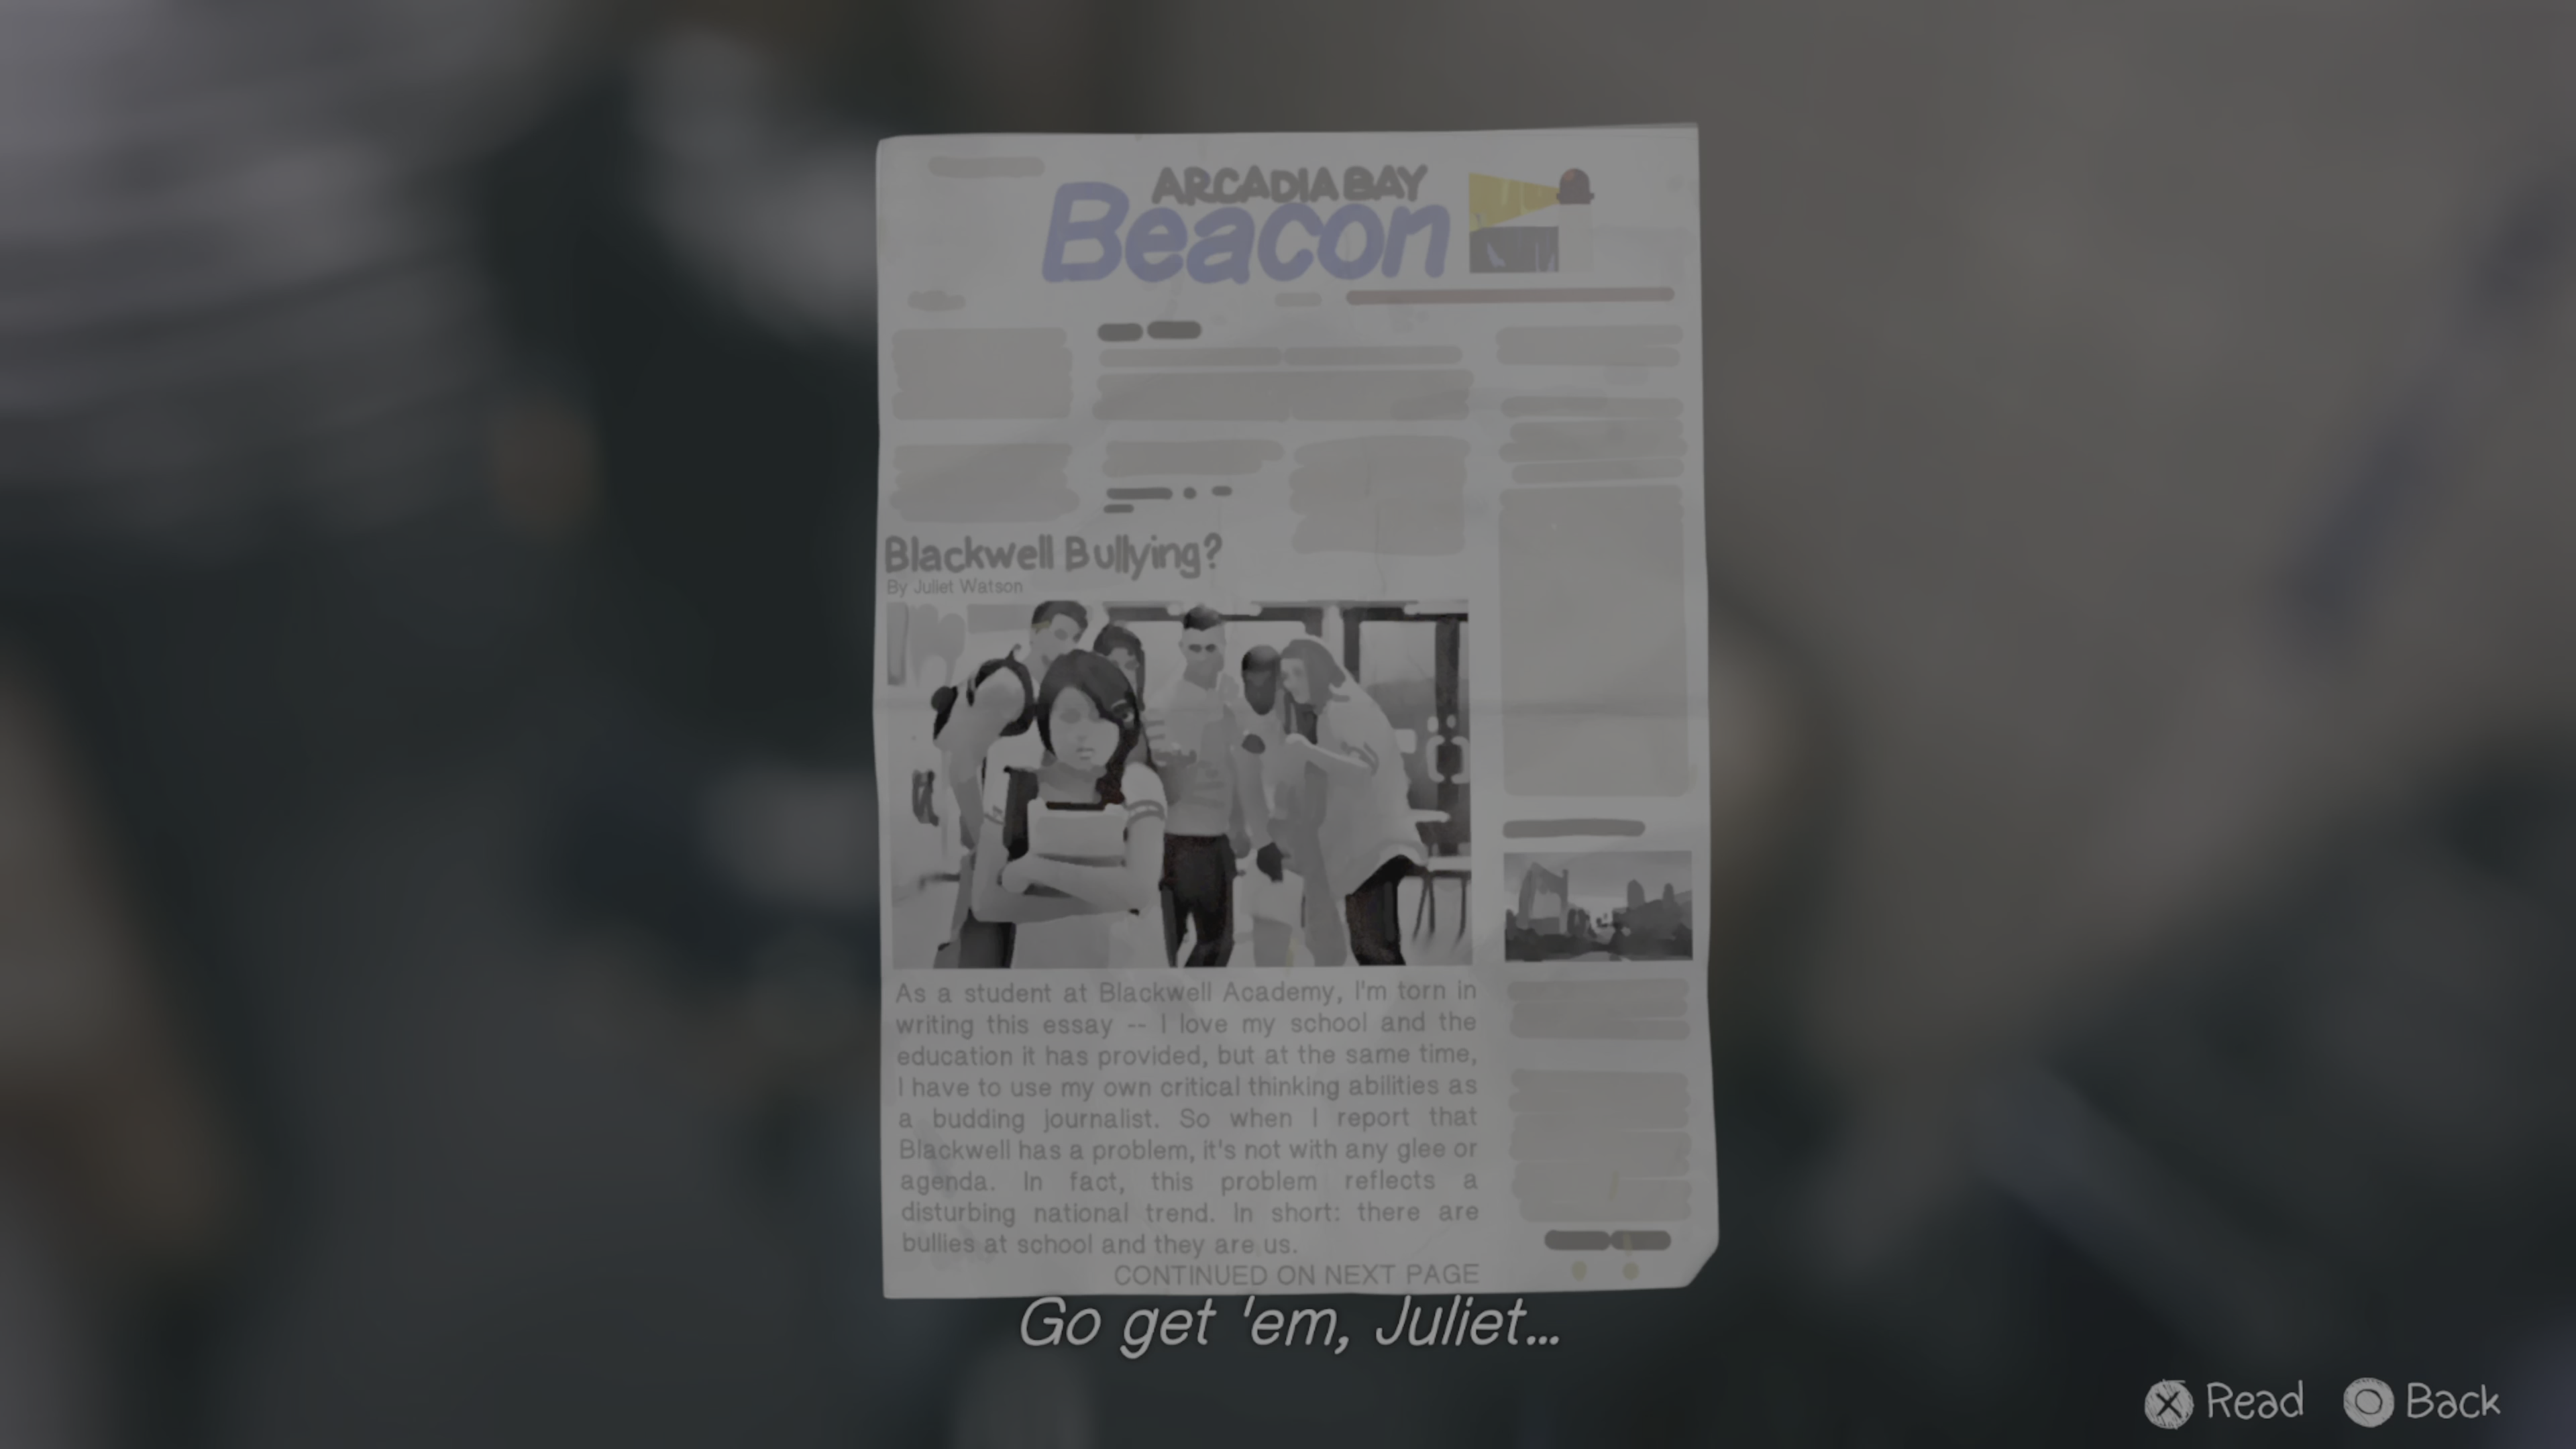 ARCADIA BAY
Beacon
Blackwell Bullying?
By Juliet Watson
As a student at Blackwell Academy, I'm torn in
writing this essay -- I love my school and the
education it has provided, but at the same time,
I have to use my own critical thinking abilities as
a budding journalist. So when I report that
Blackwell has a problem, it's not with any glee or
agenda. In fact, this problem reflects a
disturbing national trend. In short: there are
bullies at school and they are us.
CONTINUED ON NEXT PAGE
Go get 'em, Juliet...
Read
Back